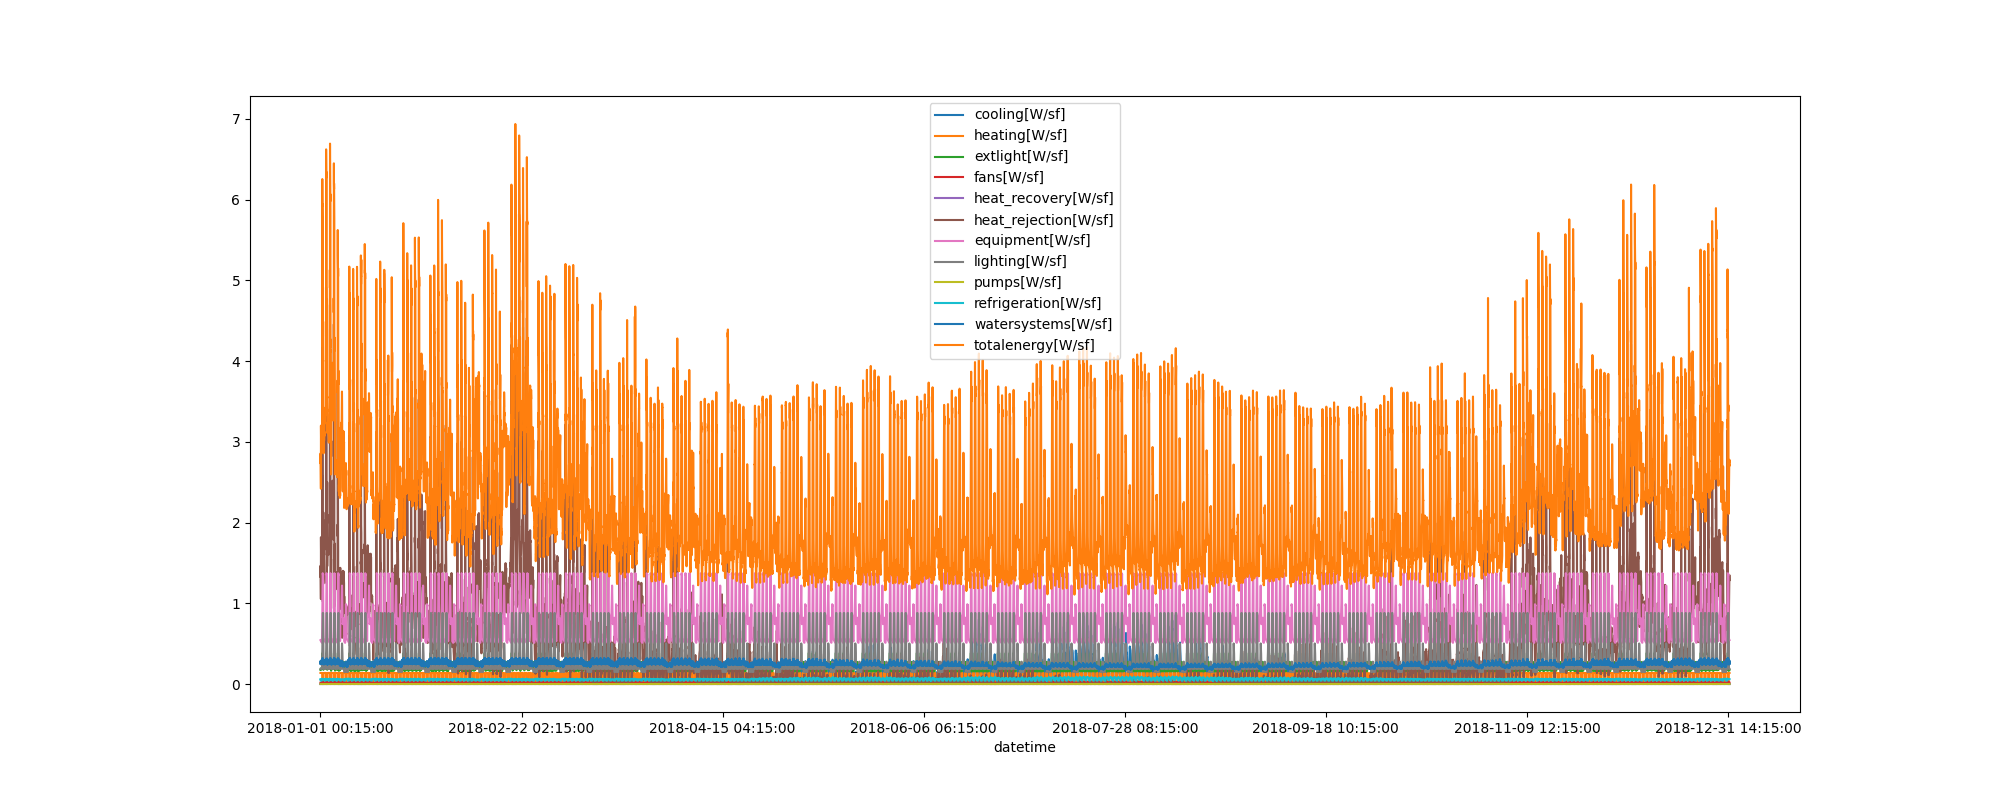 7
6
5
4
3
2
1
0
cooling[W/sf]
heating[W/sf]
extlight[W/sf]
fans[W/sf]
heat_recovery[W/sf]
heat_rejection[W/sf]
equipment[W/sf]
lighting[W/sf]
pumps[W/sf]
refrigeration[W/sf]
watersystems[W/sf]
totalenergy[W/sf]
2018-01-01 00:15:00 2018-02-22 02:15:00 2018-04-15 04:15:00 2018-06-06 06:15:00 2018-07-28 08:15:00 2018-09-18 10:15:00 2018-11-09 12:15:00 2018-12-31 14:15:00
datetime